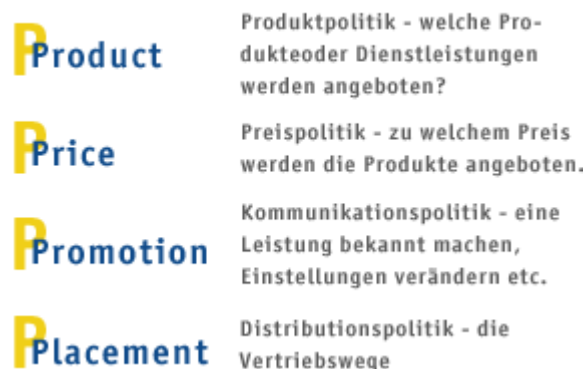 Product
Produktpolitik - welche Pro-
dukteoder Dienstleistungen
werden angeboten?
Price
Preispolitik - zu welchem Preis
werden die Produkte angeboten.
Promotion
Kommunikationspolitik - eine
Leistung bekannt machen,
Einstellungen verändern etc.
Placement
Distributionspolitik - die
Vertriebswege